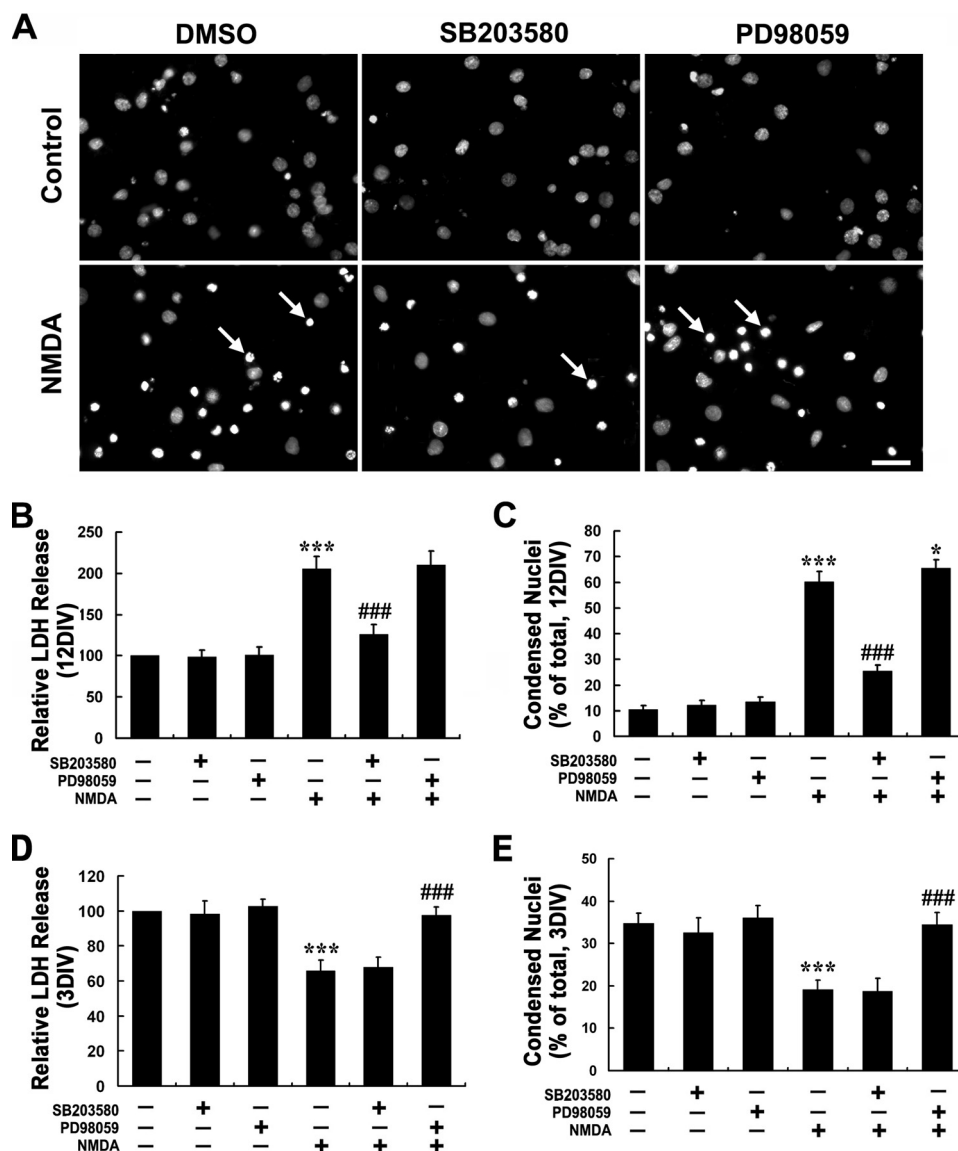 A
DMSO SB203580 PD98059
Control
NMDA
B
Relative LDH Release
(12DIV)
250
200
150
100
50
0
***
###
SB203580 – + – – + –
PD98059 – – + – – +
NMDA – – – + + +
C
Condensed Nuclei
(% of total, 12DIV)
80
70
60
50
40
30
20
10
0
***
###
*
SB203580 – + – – + –
PD98059 – – + – – +
NMDA – – – + + +
D
Relative LDH Release
(3DIV)
120
100
80
60
40
20
0
***
###
SB203580 – + – – + –
PD98059 – – + – – +
NMDA – – – + + +
E
Condensed Nuclei
(% of total, 3DIV)
50
40
30
20
10
0
***
###
SB203580 – + – – + –
PD98059 – – + – – +
NMDA – – – + + +